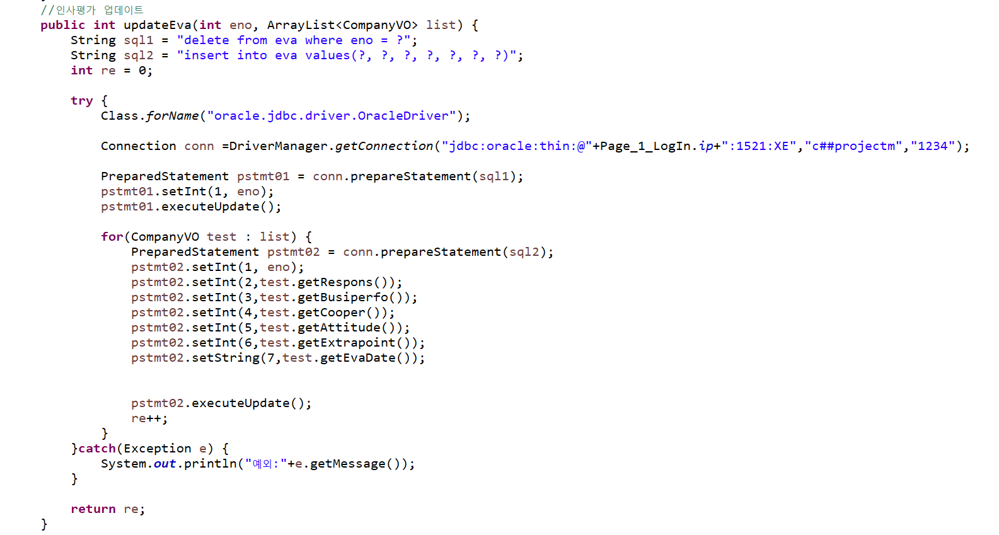 //인사평가 업데이트
public int updateEva(int eno, ArrayList<CompanyVO> list) {
String sql1 = "delete from eva where eno = ?";
String sql2 = "insert into eva values(?, ?, ?, ?, ?, ?, ?)";
int re = 0;
try {
Class.forName("oracle.jdbc.driver.OracleDriver");
Connection conn =DriverManager.getConnection("jdbc:oracle:thin:@"+Page_1_LogIn.ip+":1521:XE","c##projectm","1234");
PreparedStatement pstmt01 = conn.prepareStatement(sql1);
pstmt01.setInt(1, eno);
pstmt01.executeUpdate();
for(CompanyVO test : list) {
PreparedStatement pstmt02 = conn.prepareStatement(sql2);
pstmt02.setInt(1, eno);
pstmt02.setInt(2,test.getRespons());
pstmt02.setInt(3,test.getBusiperfo());
pstmt02.setInt(4,test.getCooper());
pstmt02.setInt(5,test.getAttitude());
pstmt02.setInt(6,test.getExtrapoint());
pstmt02.setString(7,test.getEvaDate());
pstmt02.executeUpdate();
re++;
}
}catch(Exception e) {
System.out.println("예외:"+e.getMessage());
}
return re;
}